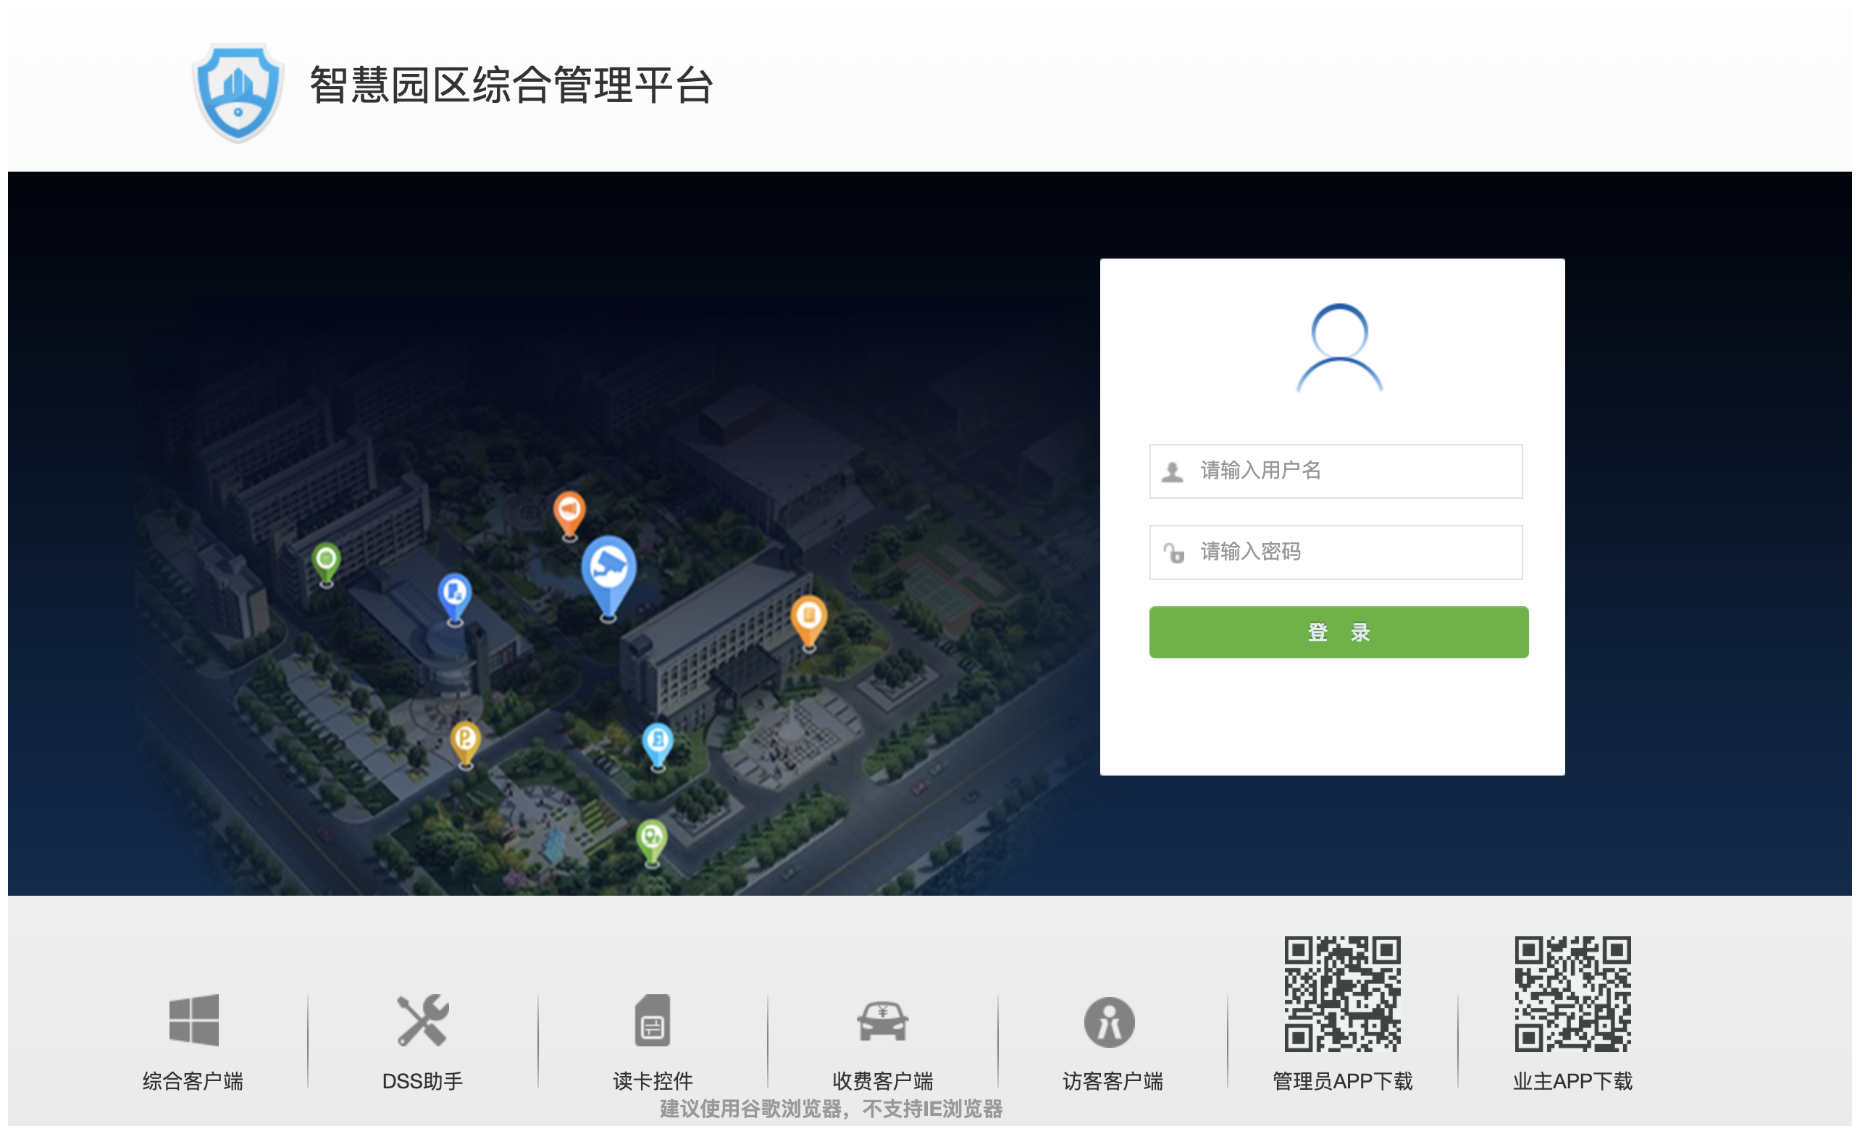 智慧园区综合管理平台
请输入用户名
请输入密码
登 录
综合客户端
DSS助手
读卡控件
收费客户端
访客客户端
管理员APP下载
业主APP下载
建议使用谷歌浏览器，不支持IE浏览器